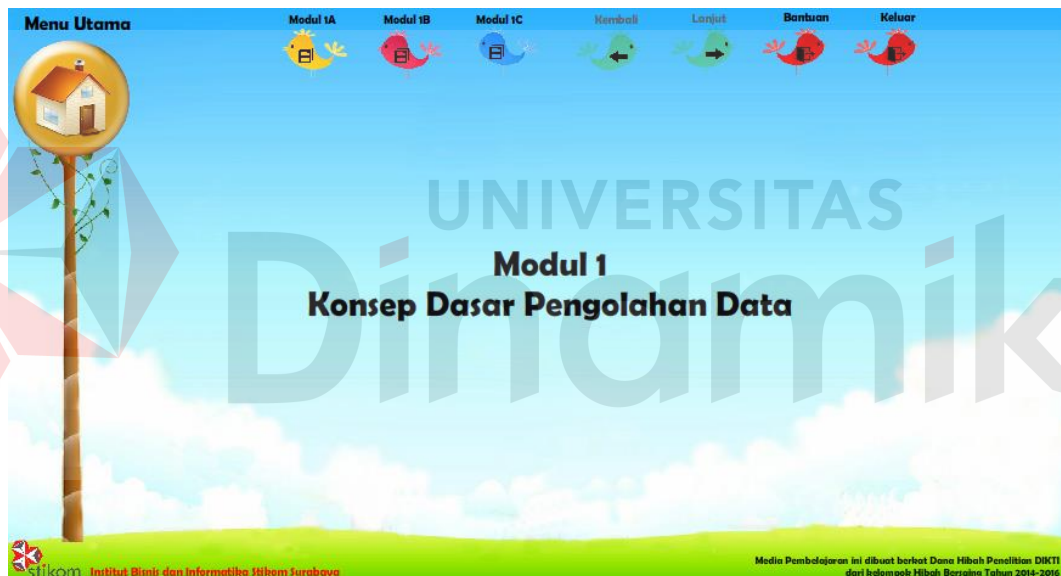 Menu Utama
Modul 1A
Modul 1B
Modul 1C
Kembali
Lanjut
Bantuan
Keluar
UNIVERSITAS
Dinamika
Modul 1
Konsep Dasar Pengolahan Data
stikom Institut Bisnis dan Informatika Stikom Surabaya
Media Pembelajaran ini dibuat berkat Dana Hibah Penelitian DIKTI
dari kelompok Hibah Bersaing Tahun 2014-2016